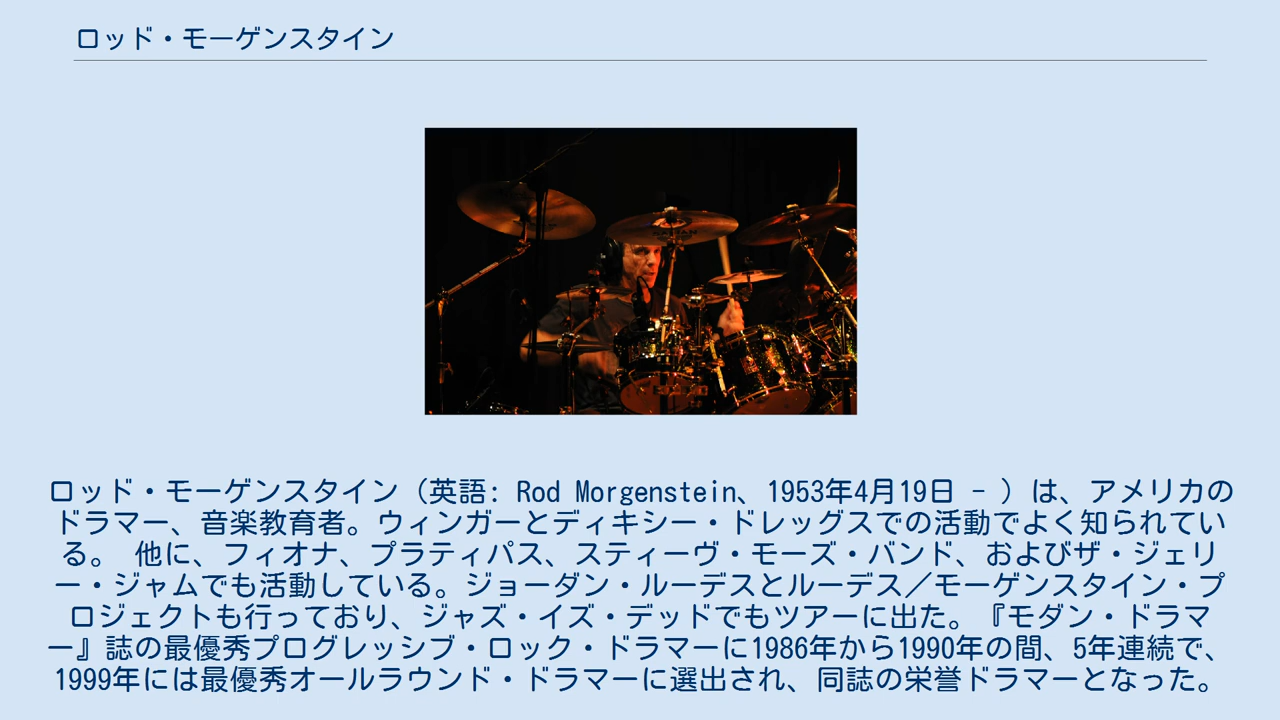 ロッド・モーゲンスタイン
ロッド・モーゲンスタイン（英語: Rod Morgenstein、1953年4月19日 - ）は、アメリカの
ドラマー、音楽教育者。ウィンガーとディキシー・ドレッグスでの活動でよく知られてい
る。 他に、フィオナ、プラティパス、スティーヴ・モーズ・バンド、およびザ・ジェリ
ー・ジャムでも活動している。ジョーダン・ルーデスとルーデス／モーゲンスタイン・プ
ロジェクトも行っており、ジャズ・イズ・デッドでもツアーに出た。『モダン・ドラマ
ー』誌の最優秀プログレッシブ・ロック・ドラマーに1986年から1990年の間、5年連続で、
1999年には最優秀オールラウンド・ドラマーに選出され、同誌の栄誉ドラマーとなった。